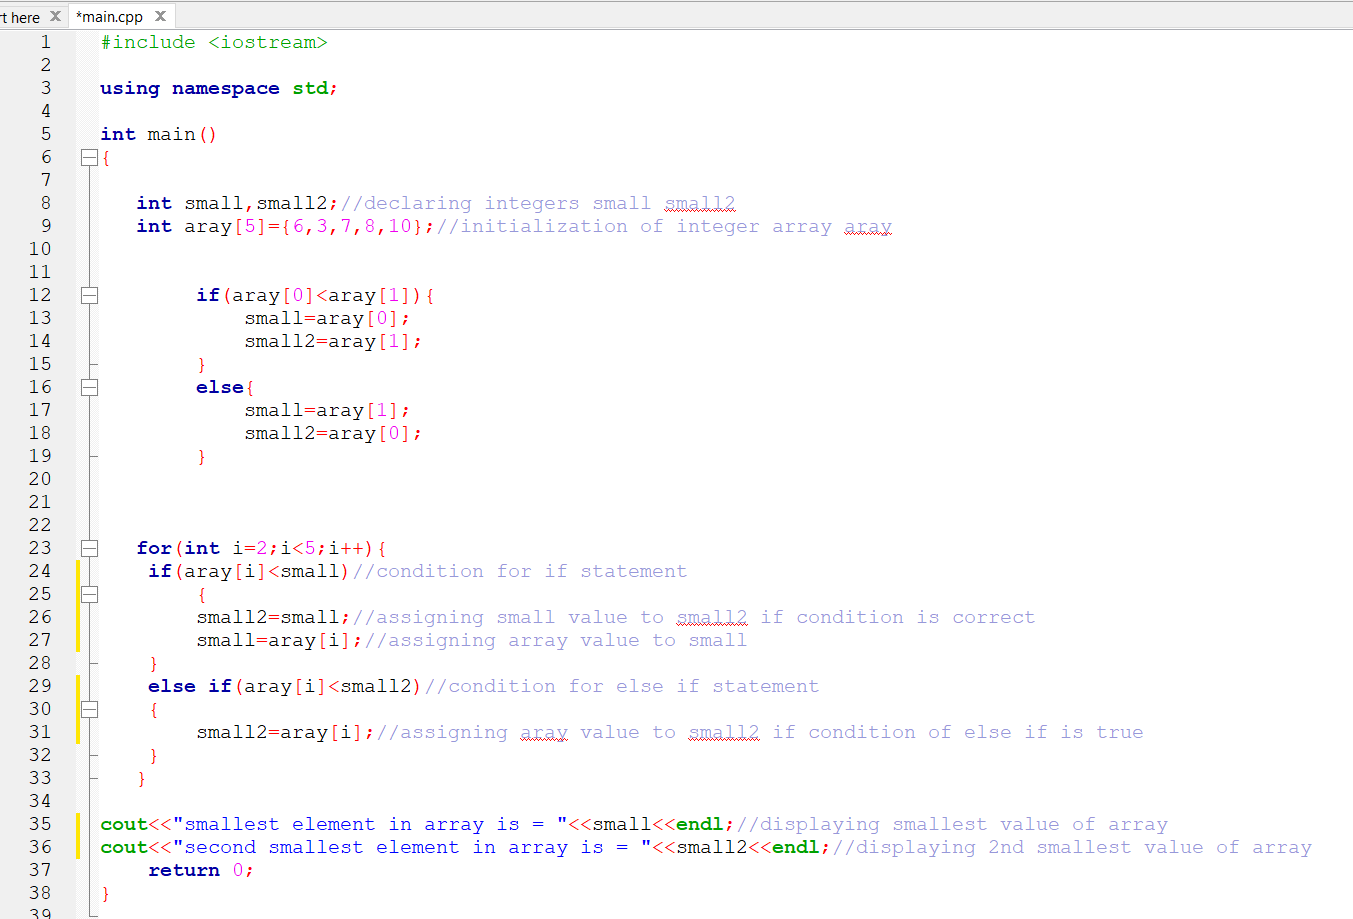 rt here X *main.cpp X
1 #include <iostream>
2
3 using namespace std;
4
5 int main()
6 {
7
8 int small,small2;//declaring integers small small2
9 int aray[5]={6,3,7,8,10};//initialization of integer array aray
10
11
12 if(aray[0]<aray[1]){
13 small=aray[0];
14 small2=aray[1];
15 }
16 else{
17 small=aray[1];
18 small2=aray[0];
19 }
20
21
22
23 for(int i=2;i<5;i++){
24 if(aray[i]<small)//condition for if statement
25 {
26 small2=small;//assigning small value to small2 if condition is correct
27 small=aray[i];//assigning array value to small
28 }
29 else if(aray[i]<small2)//condition for else if statement
30 {
31 small2=aray[i];//assigning aray value to small2 if condition of else if is true
32 }
33 }
34
35 cout<<"smallest element in array is = "<<small<<endl;//displaying smallest value of array
36 cout<<"second smallest element in array is = "<<small2<<endl;//displaying 2nd smallest value of array
37 return 0;
38 }
39